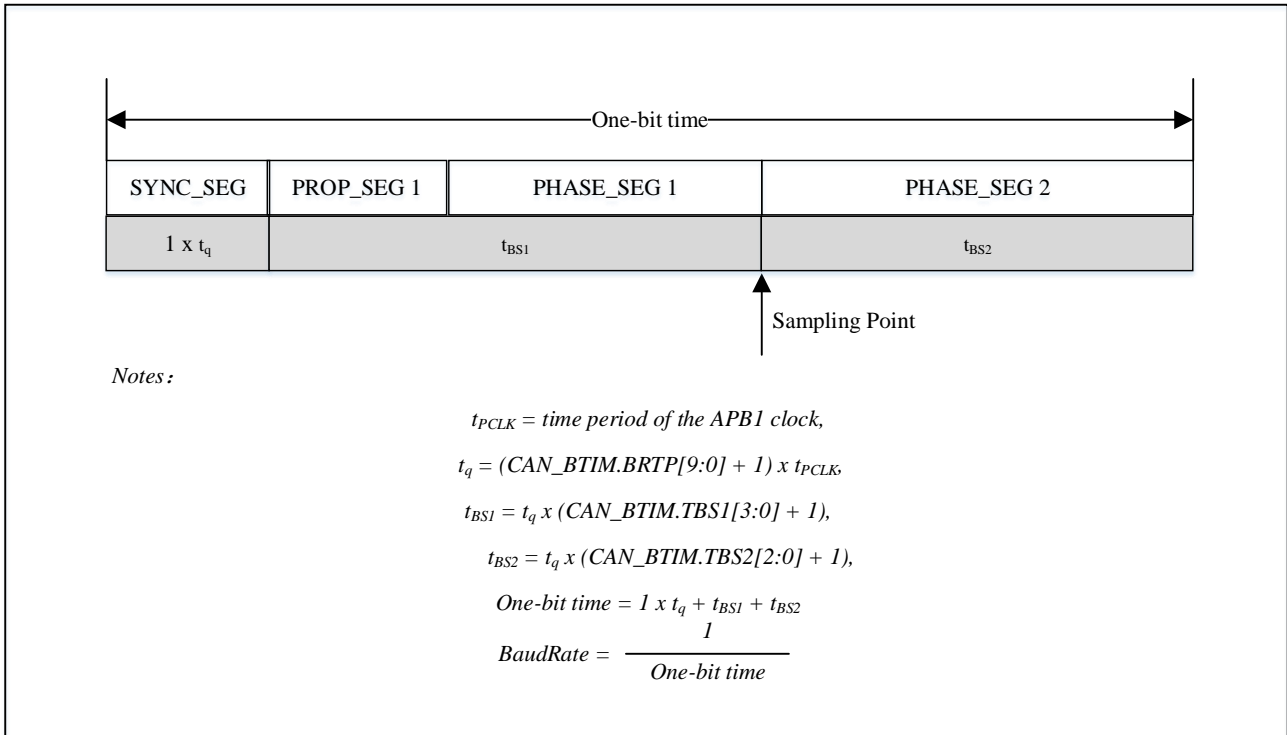 One-bit time
SYNC_SEG PROP_SEG 1 PHASE_SEG 1 PHASE_SEG 2
1 x tq tBS1 tBS2
Sampling Point
Notes：
tPCLK = time period of the APB1 clock,
tq = (CAN_BTIM.BRTP[9:0] + 1) x tPCLK,
tBS1 = tq x (CAN_BTIM.TBS1[3:0] + 1),
tBS2 = tq x (CAN_BTIM.TBS2[2:0] + 1),
One-bit time = 1 x tq + tBS1 + tBS2
1
BaudRate =
One-bit time